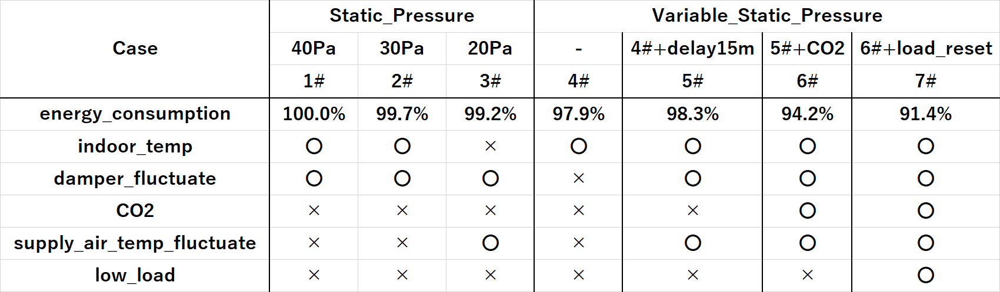 Static_Pressure Variable_Static_Pressure
Case 40Pa 30Pa 20Pa - 4#+delay15m 5#+CO2 6#+load_reset
1# 2# 3# 4# 5# 6# 7#
energy_consumption 100.0% 99.7% 99.2% 97.9% 98.3% 94.2% 91.4%
indoor_temp ○ ○ × ○ ○ ○ ○
damper_fluctuate ○ ○ ○ × ○ ○ ○
CO2 × × × × × ○ ○
supply_air_temp_fluctuate × × ○ × ○ ○ ○
low_load × × × × × × ○